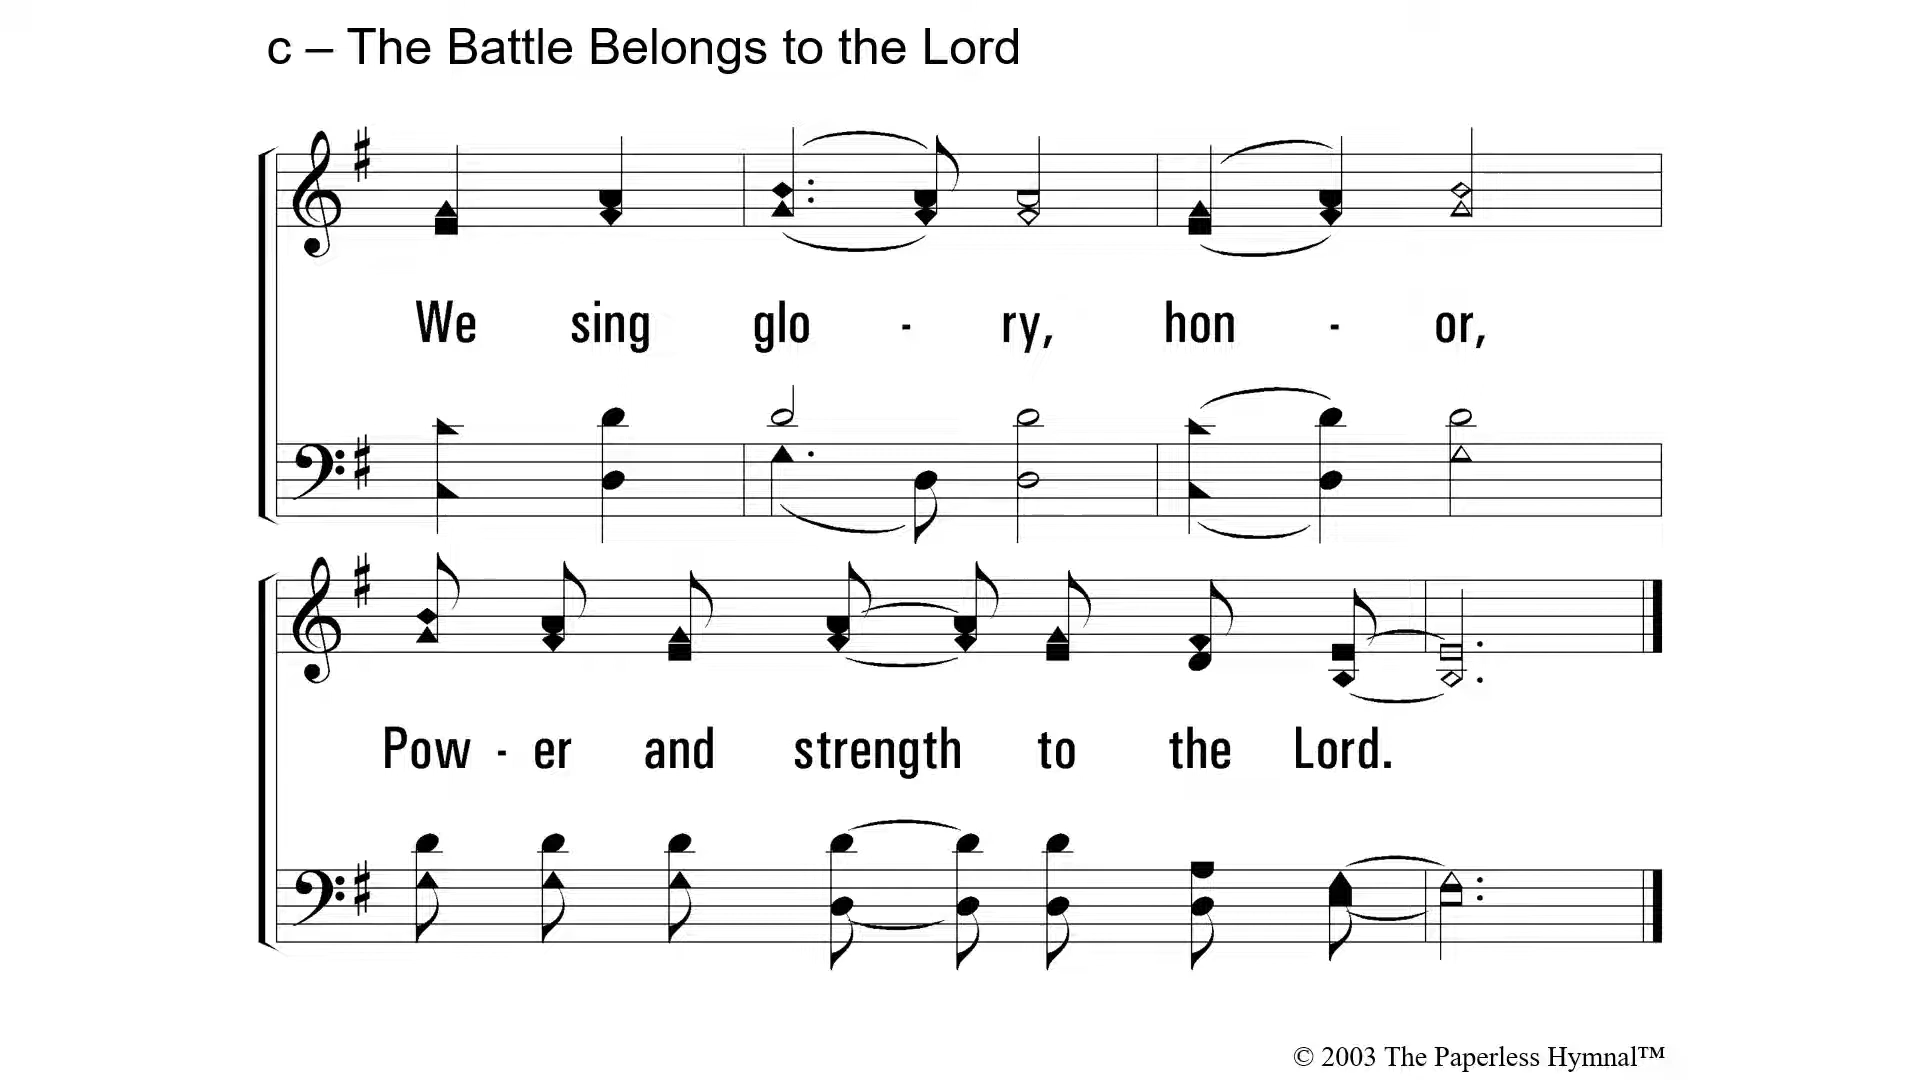 c – The Battle Belongs to the Lord
We sing glo - ry, hon - or,
Pow - er and strength to the Lord.
© 2003 The Paperless Hymnal™